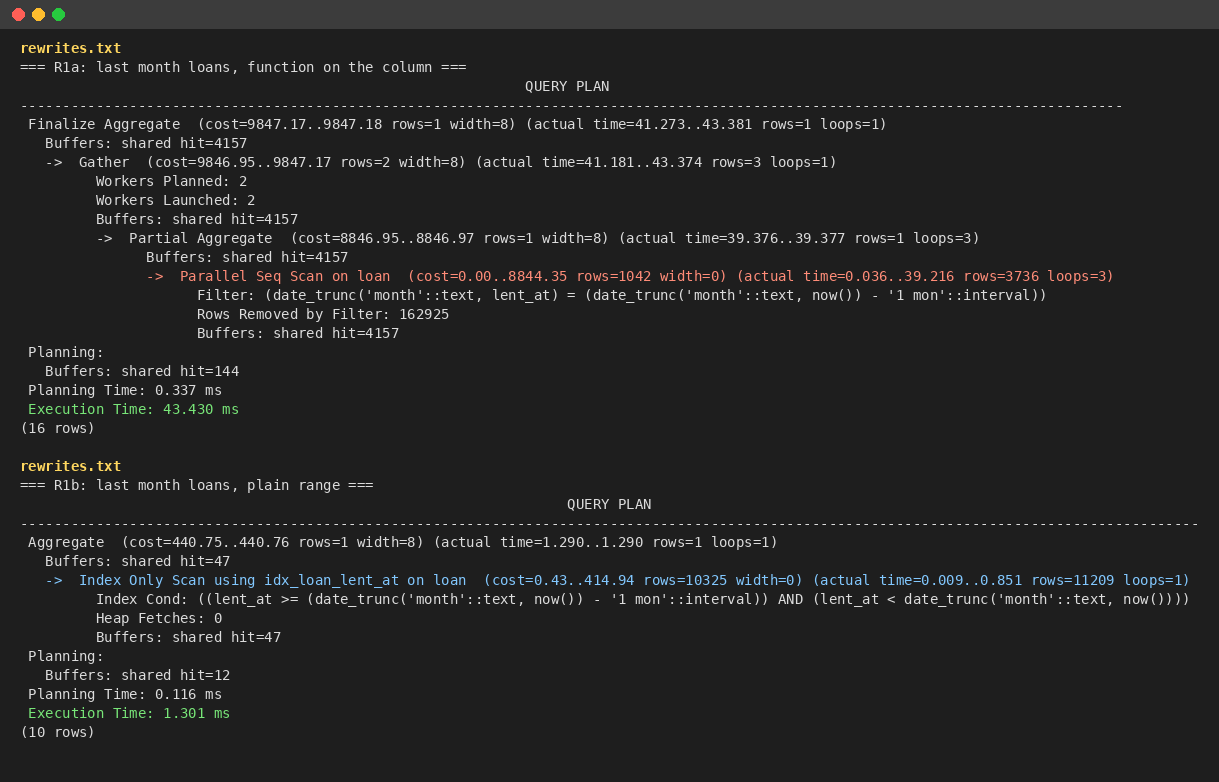 rewrites.txt
=== R1a: last month loans, function on the column ===
                                                            QUERY PLAN
-----------------------------------------------------------------------------------------------------------------------------------
 Finalize Aggregate  (cost=9847.17..9847.18 rows=1 width=8) (actual time=41.273..43.381 rows=1 loops=1)
   Buffers: shared hit=4157
   ->  Gather  (cost=9846.95..9847.17 rows=2 width=8) (actual time=41.181..43.374 rows=3 loops=1)
         Workers Planned: 2
         Workers Launched: 2
         Buffers: shared hit=4157
         ->  Partial Aggregate  (cost=8846.95..8846.97 rows=1 width=8) (actual time=39.376..39.377 rows=1 loops=3)
               Buffers: shared hit=4157
               ->  Parallel Seq Scan on loan  (cost=0.00..8844.35 rows=1042 width=0) (actual time=0.036..39.216 rows=3736 loops=3)
                     Filter: (date_trunc('month'::text, lent_at) = (date_trunc('month'::text, now()) - '1 mon'::interval))
                     Rows Removed by Filter: 162925
                     Buffers: shared hit=4157
 Planning:
   Buffers: shared hit=144
 Planning Time: 0.337 ms
 Execution Time: 43.430 ms
(16 rows)

rewrites.txt
=== R1b: last month loans, plain range ===
                                                                 QUERY PLAN
--------------------------------------------------------------------------------------------------------------------------------------------
 Aggregate  (cost=440.75..440.76 rows=1 width=8) (actual time=1.290..1.290 rows=1 loops=1)
   Buffers: shared hit=47
   ->  Index Only Scan using idx_loan_lent_at on loan  (cost=0.43..414.94 rows=10325 width=0) (actual time=0.009..0.851 rows=11209 loops=1)
         Index Cond: ((lent_at >= (date_trunc('month'::text, now()) - '1 mon'::interval)) AND (lent_at < date_trunc('month'::text, now())))
         Heap Fetches: 0
         Buffers: shared hit=47
 Planning:
   Buffers: shared hit=12
 Planning Time: 0.116 ms
 Execution Time: 1.301 ms
(10 rows)